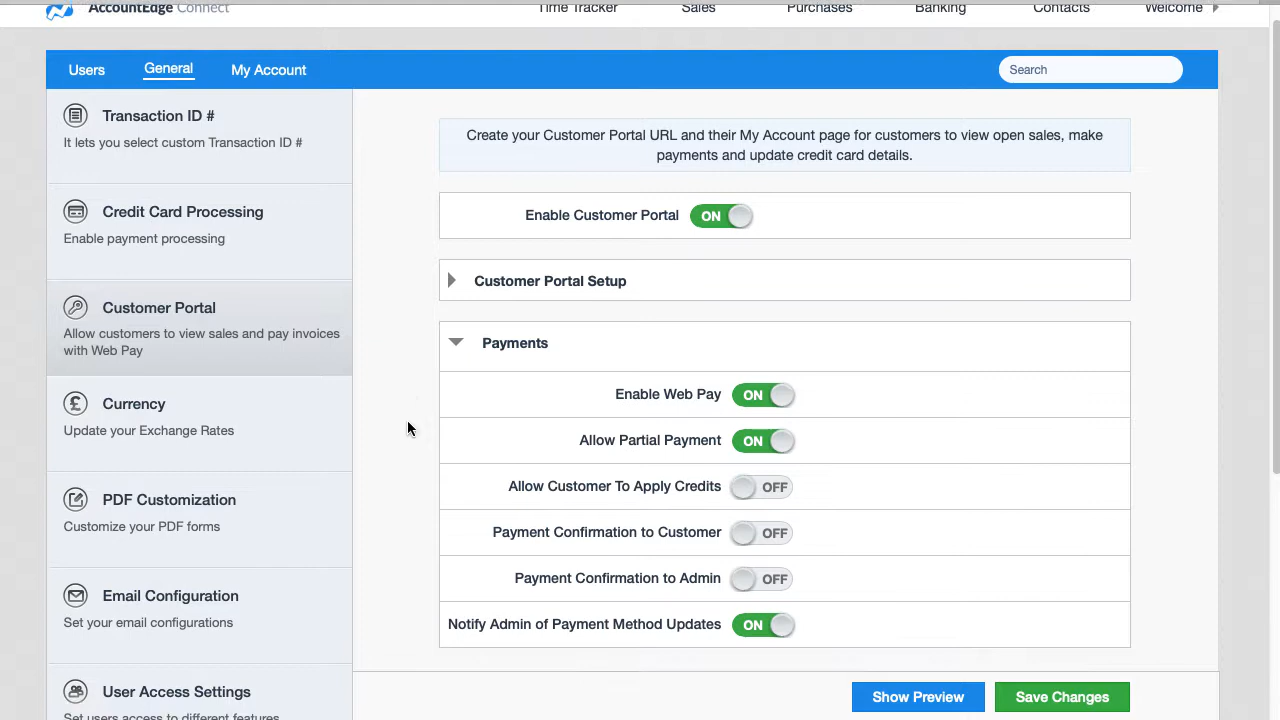 AccountEdge Connect
Time Tracker Sales Purchases Banking Contacts Welcome
Users General My Account Search
Transaction ID #
It lets you select custom Transaction ID #
Credit Card Processing
Enable payment processing
Customer Portal
Allow customers to view sales and pay invoices
with Web Pay
Currency
Update your Exchange Rates
PDF Customization
Customize your PDF forms
Email Configuration
Set your email configurations
User Access Settings
Set users access to different features
Create your Customer Portal URL and their My Account page for customers to view open sales, make
payments and update credit card details.
Enable Customer Portal ON
Customer Portal Setup
Payments
Enable Web Pay ON
Allow Partial Payment ON
Allow Customer To Apply Credits OFF
Payment Confirmation to Customer OFF
Payment Confirmation to Admin OFF
Notify Admin of Payment Method Updates ON
Show Preview Save Changes